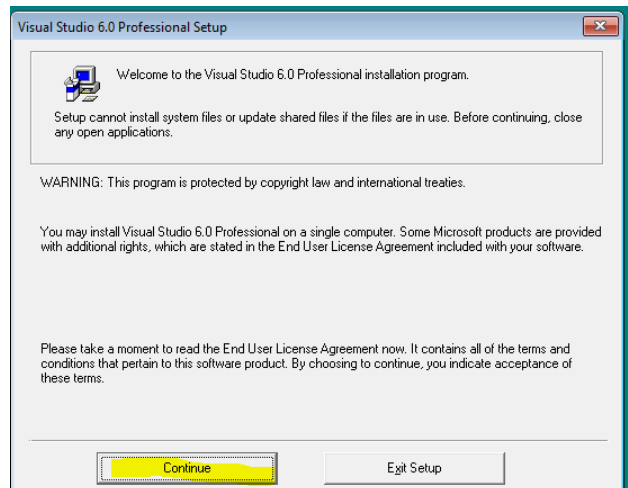 Visual Studio 6.0 Professional Setup
Welcome to the Visual Studio 6.0 Professional installation program.
Setup cannot install system files or update shared files if the files are in use. Before continuing, close
any open applications.
WARNING: This program is protected by copyright law and international treaties.
You may install Visual Studio 6.0 Professional on a single computer. Some Microsoft products are provided
with additional rights, which are stated in the End User License Agreement included with your software.
Please take a moment to read the End User License Agreement now. It contains all of the terms and
conditions that pertain to this software product. By choosing to continue, you indicate acceptance of
these terms.
Continue
Exit Setup